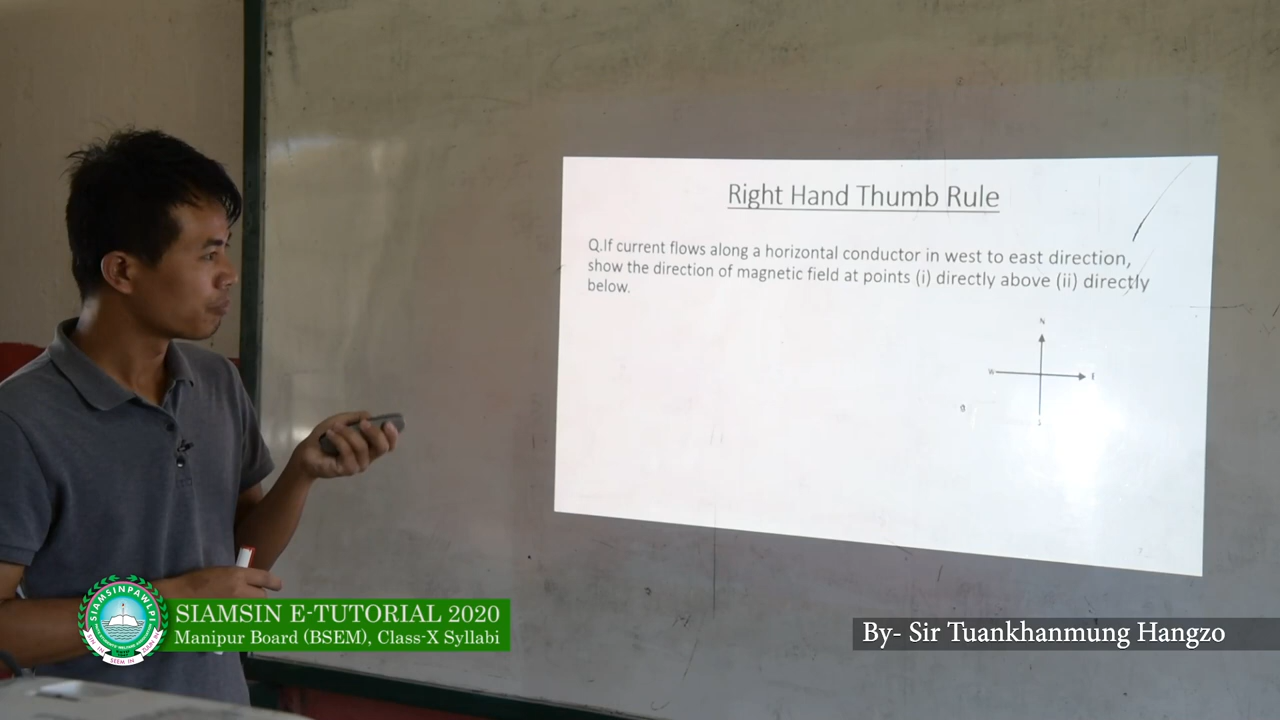 Right Hand Thumb Rule
Q.If current flows along a horizontal conductor in west to east direction,
show the direction of magnetic field at points (i) directly above (ii) directly
below.
N
W
E
S
SIAMSINPAWLPI
SIAMSIN E-TUTORIAL 2020
Manipur Board (BSEM), Class-X Syllabi
By- Sir Tuankhanmung Hangzo